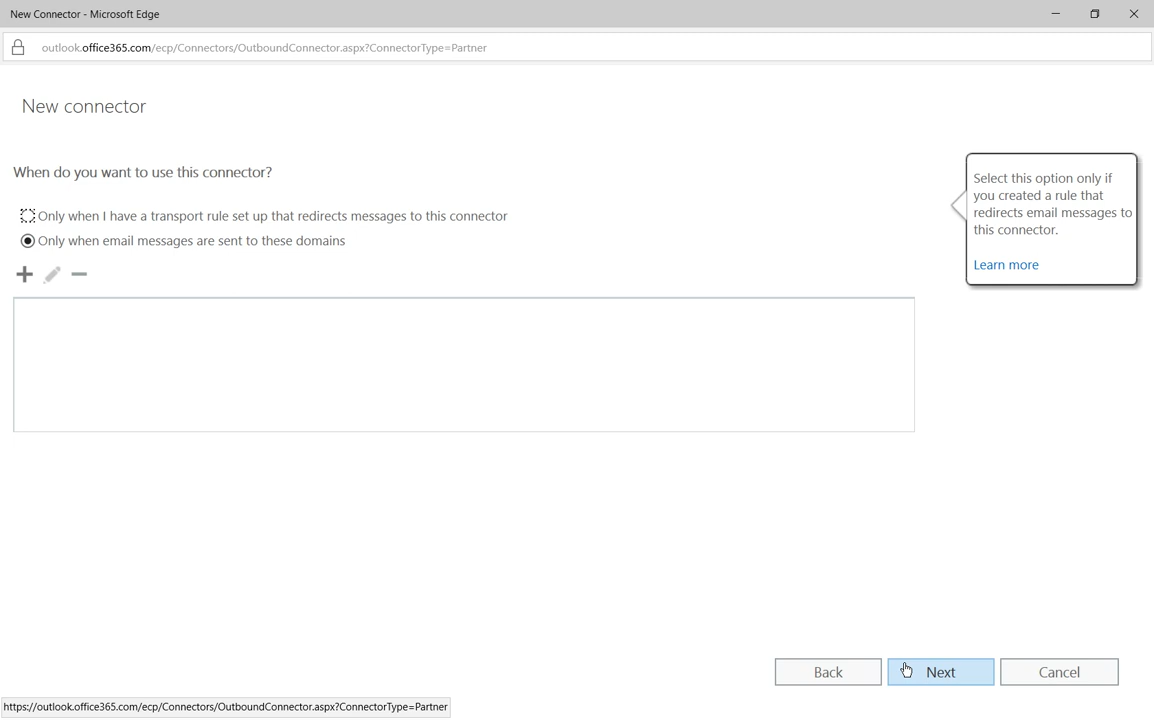 New Connector - Microsoft Edge
outlook.office365.com/ecp/Connectors/OutboundConnector.aspx?ConnectorType=Partner
New connector
When do you want to use this connector?
Only when I have a transport rule set up that redirects messages to this connector
Only when email messages are sent to these domains
Select this option only if
you created a rule that
redirects email messages to
this connector.
Learn more
Back
Next
Cancel
https://outlook.office365.com/ecp/Connectors/OutboundConnector.aspx?ConnectorType=Partner